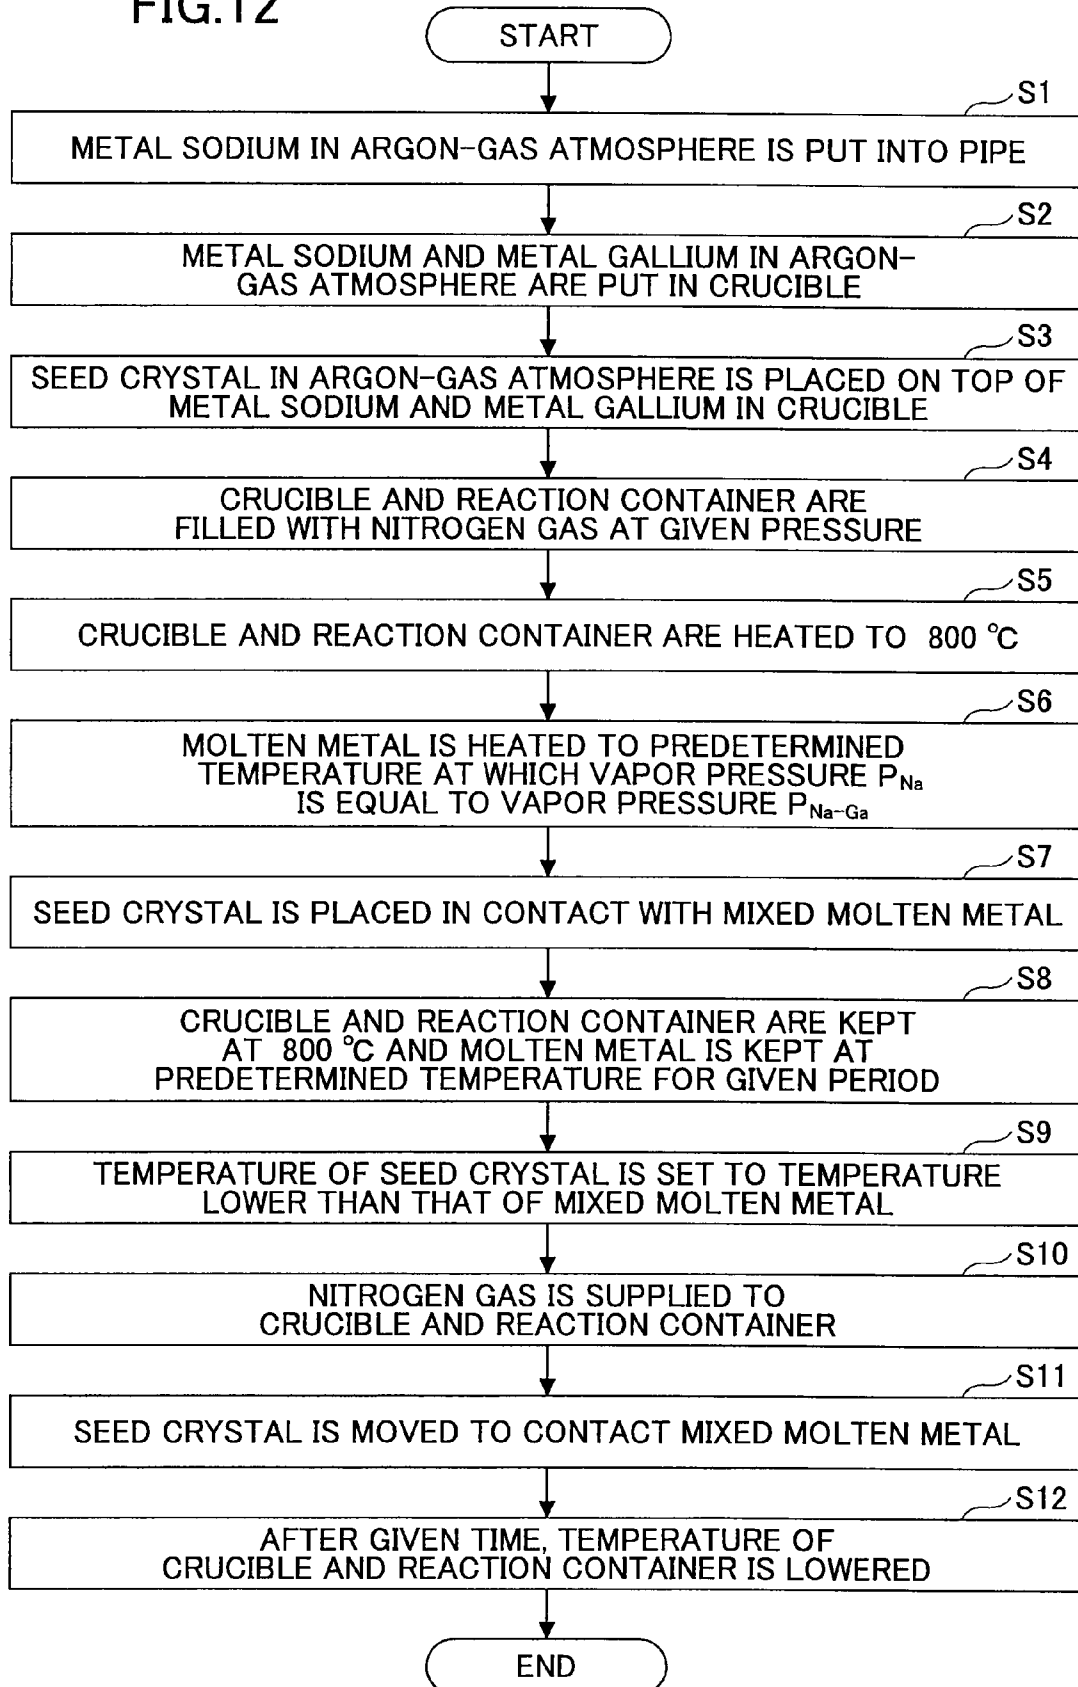 FIG.12
START
S1
METAL SODIUM IN ARGON-GAS ATMOSPHERE IS PUT INTO PIPE
S2
METAL SODIUM AND METAL GALLIUM IN ARGON-
GAS ATMOSPHERE ARE PUT IN CRUCIBLE
S3
SEED CRYSTAL IN ARGON-GAS ATMOSPHERE IS PLACED ON TOP OF
METAL SODIUM AND METAL GALLIUM IN CRUCIBLE
S4
CRUCIBLE AND REACTION CONTAINER ARE
FILLED WITH NITROGEN GAS AT GIVEN PRESSURE
S5
CRUCIBLE AND REACTION CONTAINER ARE HEATED TO 800 °C
S6
MOLTEN METAL IS HEATED TO PREDETERMINED
TEMPERATURE AT WHICH VAPOR PRESSURE PNa
IS EQUAL TO VAPOR PRESSURE PNa-Ga
S7
SEED CRYSTAL IS PLACED IN CONTACT WITH MIXED MOLTEN METAL
S8
CRUCIBLE AND REACTION CONTAINER ARE KEPT
AT 800 °C AND MOLTEN METAL IS KEPT AT
PREDETERMINED TEMPERATURE FOR GIVEN PERIOD
S9
TEMPERATURE OF SEED CRYSTAL IS SET TO TEMPERATURE
LOWER THAN THAT OF MIXED MOLTEN METAL
S10
NITROGEN GAS IS SUPPLIED TO
CRUCIBLE AND REACTION CONTAINER
S11
SEED CRYSTAL IS MOVED TO CONTACT MIXED MOLTEN METAL
S12
AFTER GIVEN TIME, TEMPERATURE OF
CRUCIBLE AND REACTION CONTAINER IS LOWERED
END